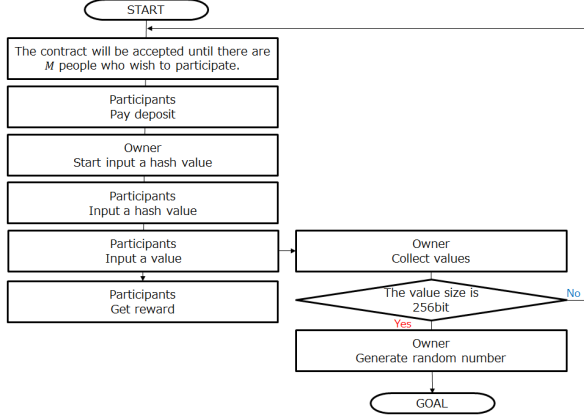 START
The contract will be accepted until there are
M people who wish to participate.
Participants
Pay deposit
Owner
Start input a hash value
Participants
Input a hash value
Participants
Input a value
Participants
Get reward
Owner
Collect values
The value size is
256bit
No
Yes
Owner
Generate random number
GOAL